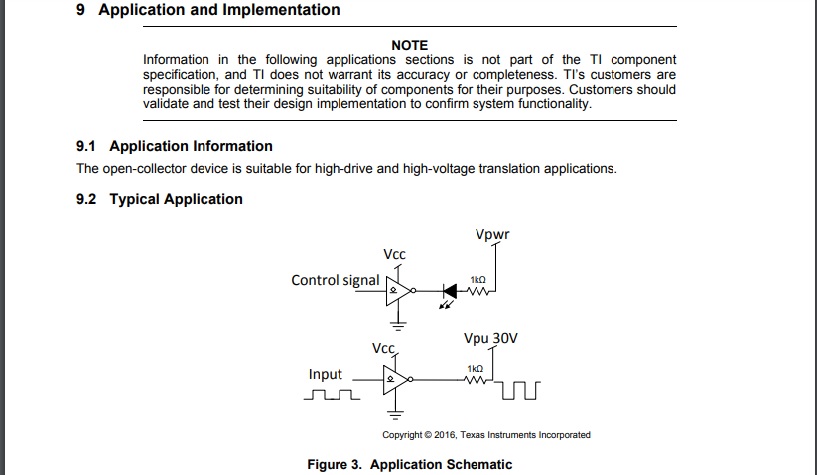 9 Application and Implementation
NOTE
Information in the following applications sections is not part of the TI component
specification, and TI does not warrant its accuracy or completeness. TI's customers are
responsible for determining suitability of components for their purposes. Customers should
validate and test their design implementation to confirm system functionality.
9.1 Application Information
The open-collector device is suitable for high-drive and high-voltage translation applications.
9.2 Typical Application
Vpwr
Vcc
Control signal
1kΩ
Vpu 30V
Vcc
Input
1kΩ
Copyright © 2016, Texas Instruments Incorporated
Figure 3. Application Schematic